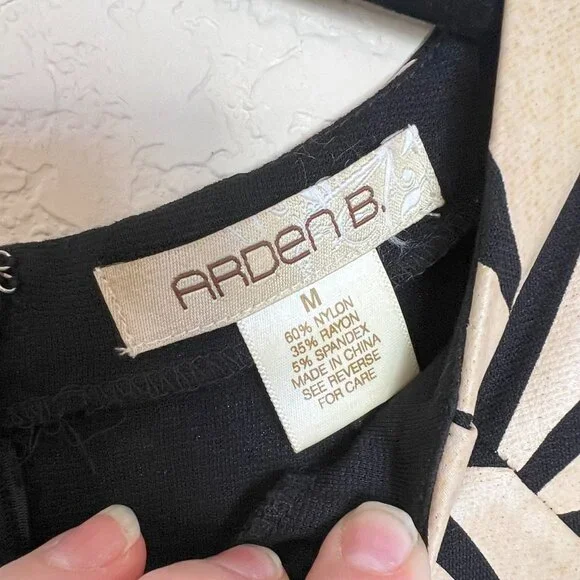 ARDEN B.
M
60% NYLON
35% RAYON
5% SPANDEX
MADE IN CHINA
SEE REVERSE
FOR CARE